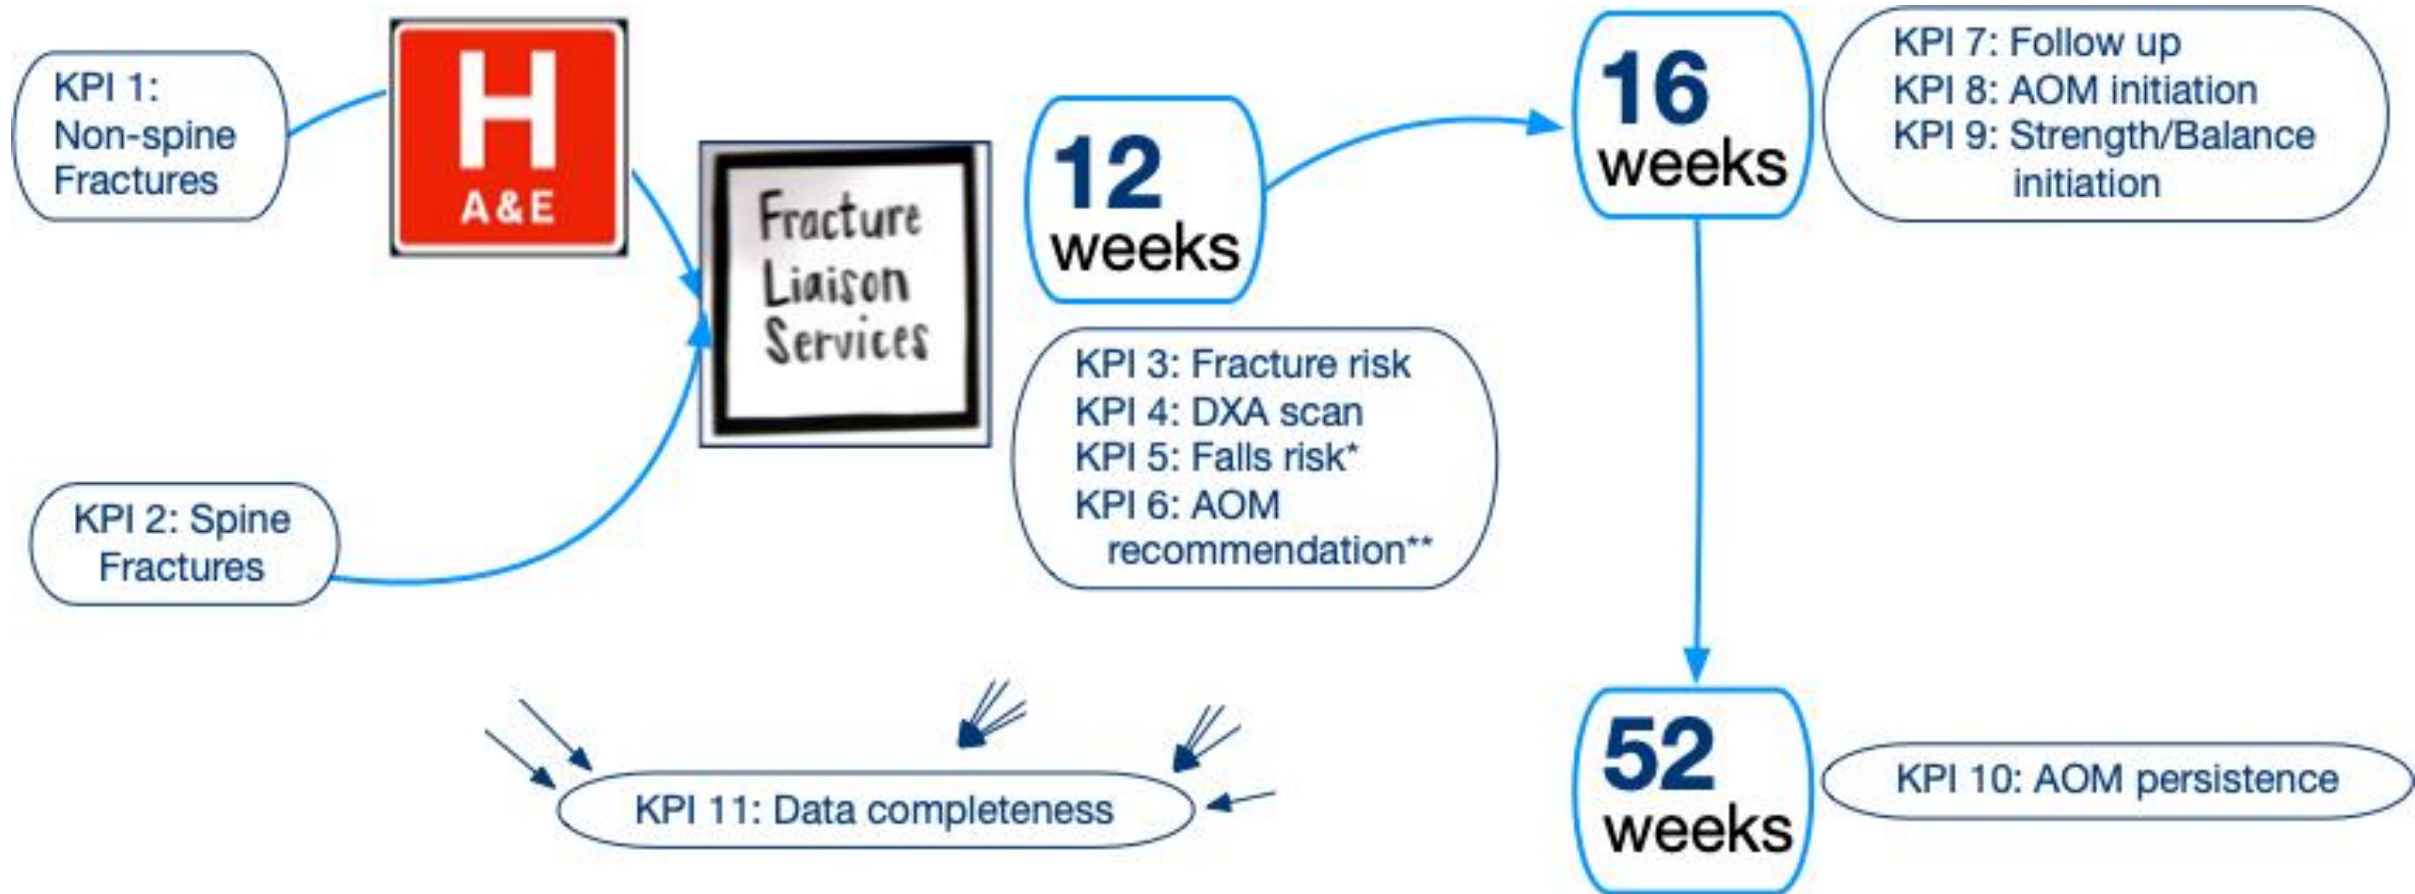 KPI 1:
Non-spine
Fractures
H
A & E
Fracture
Liaison
Services
KPI 2: Spine
Fractures
12
weeks
KPI 3: Fracture risk
KPI 4: DXA scan
KPI 5: Falls risk*
KPI 6: AOM
recommendation**
16
weeks
KPI 7: Follow up
KPI 8: AOM initiation
KPI 9: Strength/Balance
initiation
52
weeks
KPI 10: AOM persistence
KPI 11: Data completeness